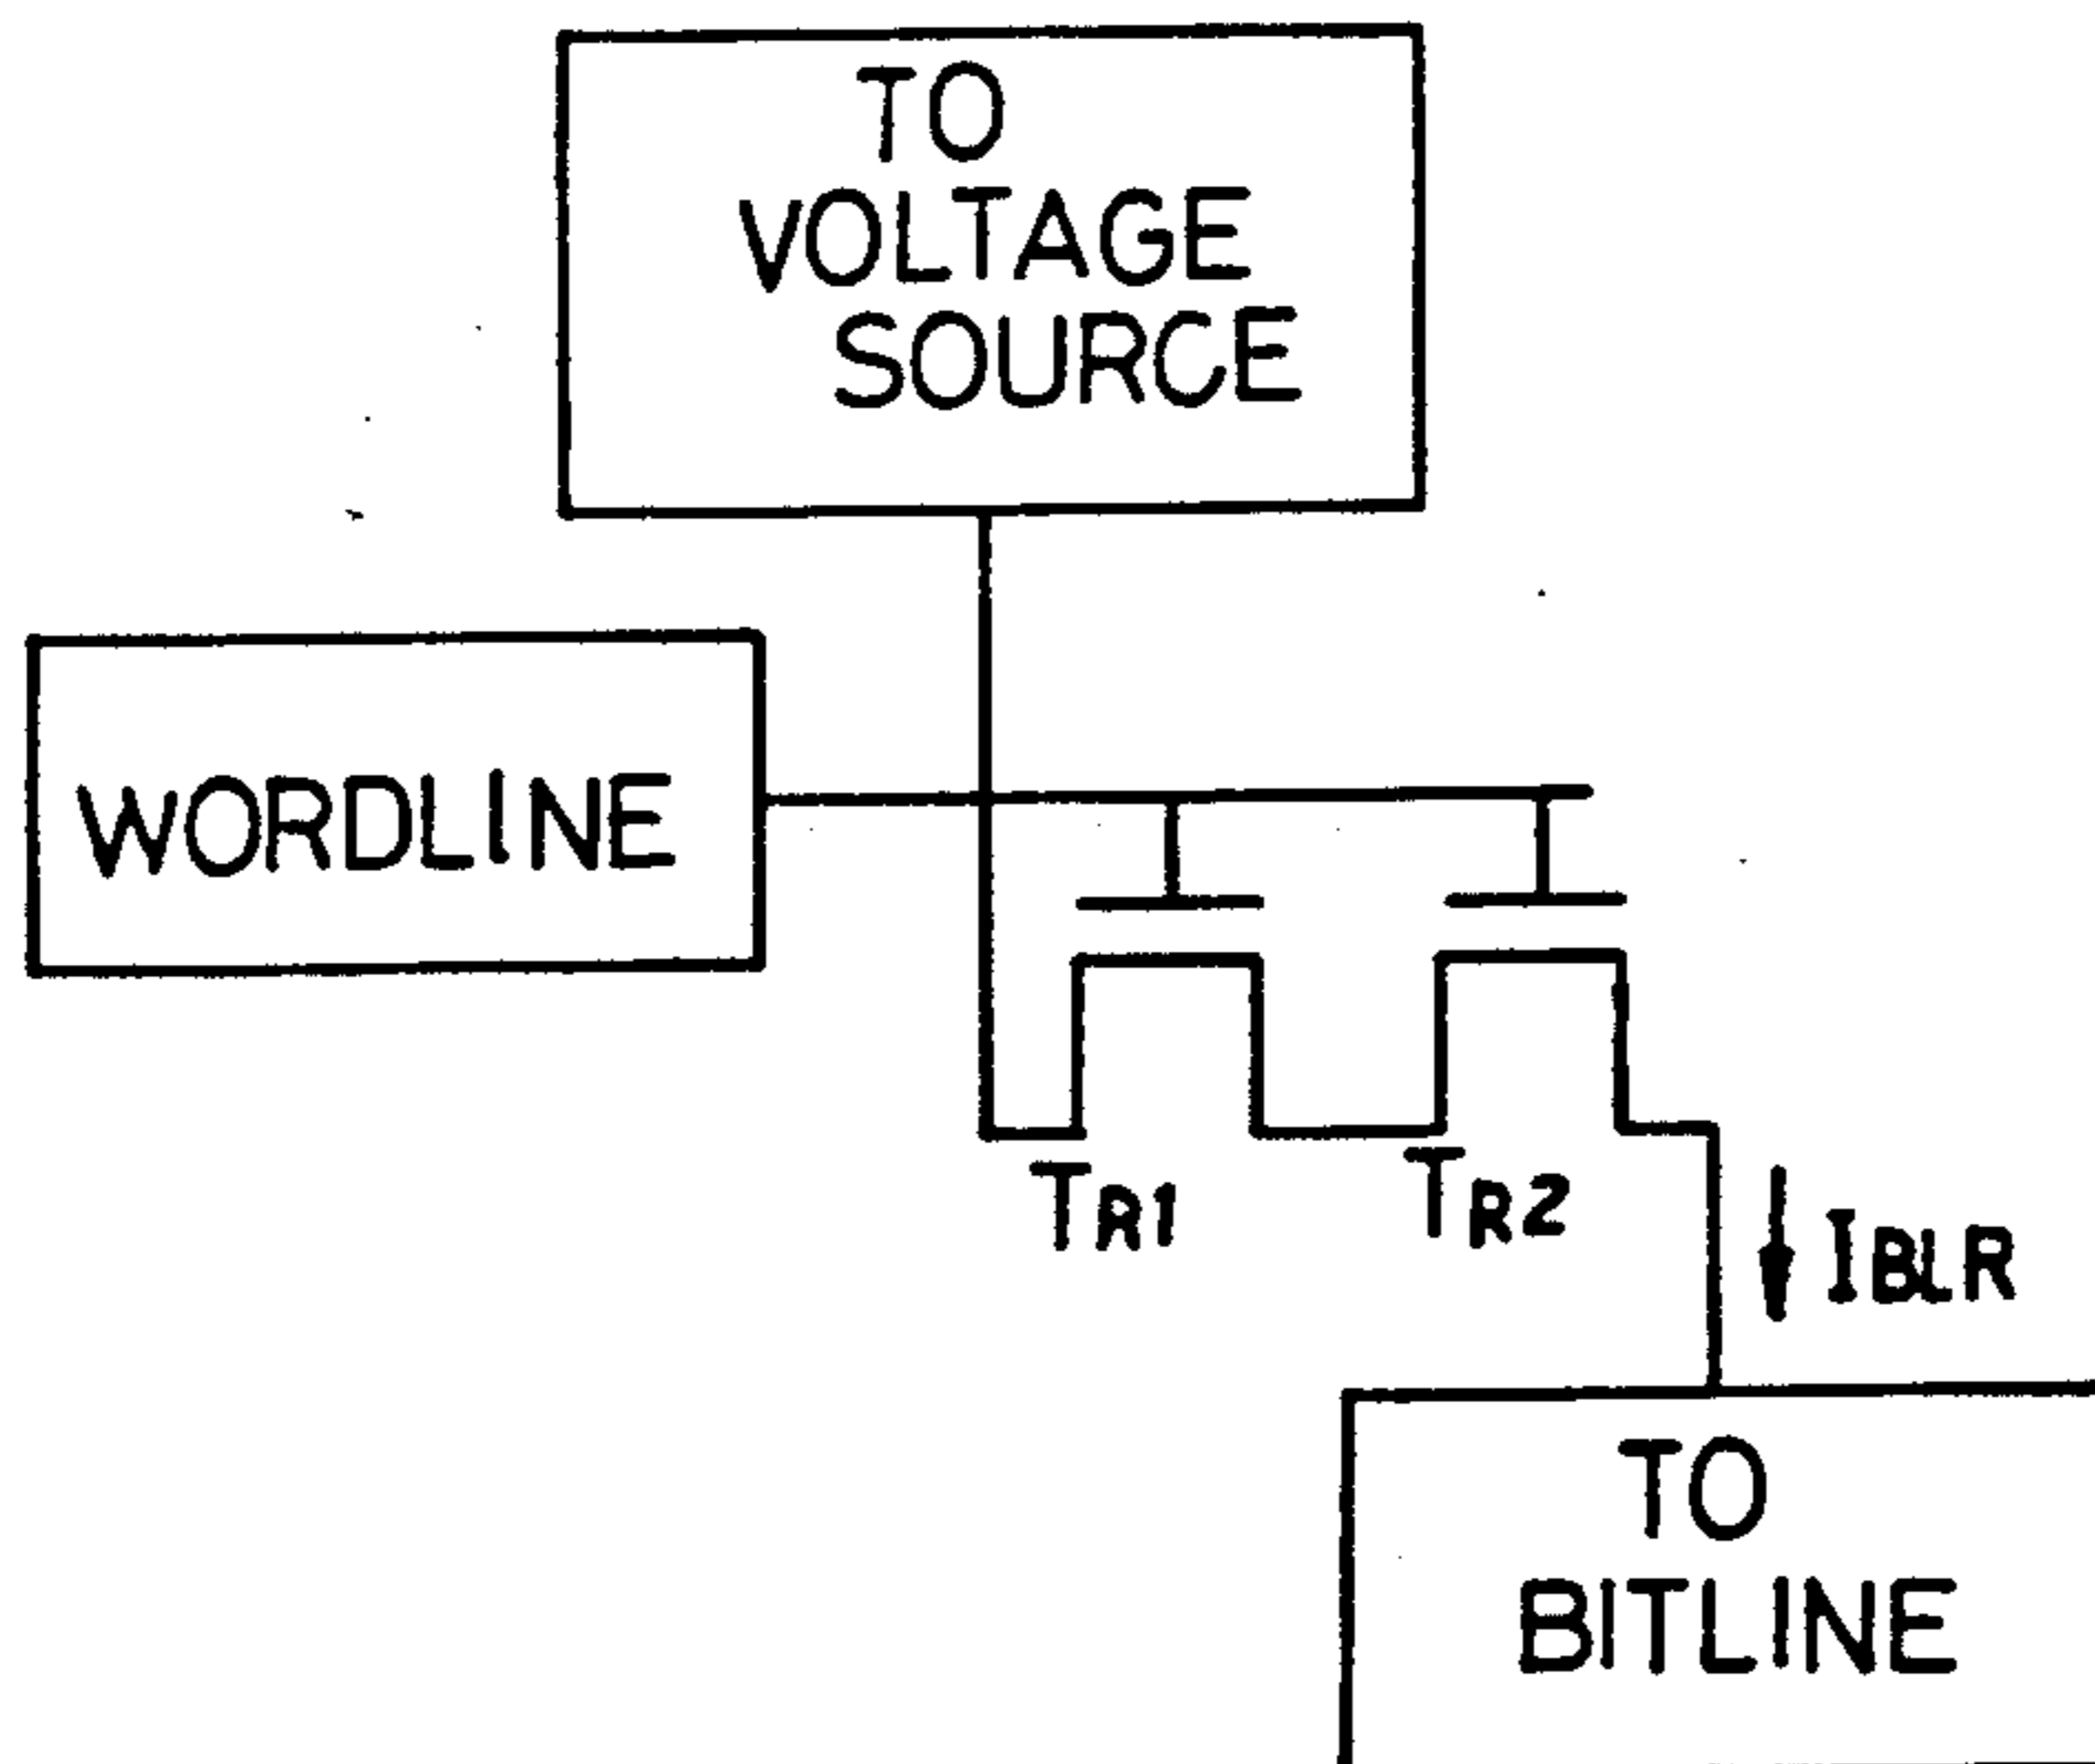 TO
VOLTAGE
SOURCE
WORDLINE
TR1
TR2
IBLR
TO
BITLINE